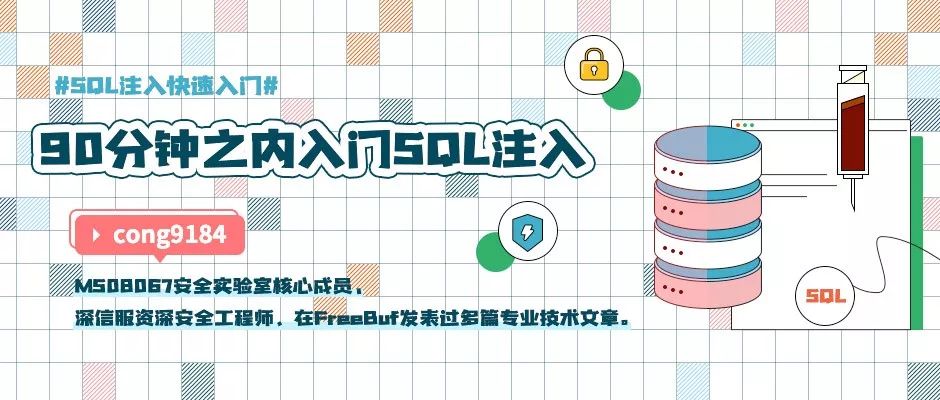 #SQL注入快速入门#
90分钟之内入门SQL注入
cong9184
MS08067安全实验室核心成员、
深信服资深安全工程师，在FreeBuf发表过多篇专业技术文章。
SQL